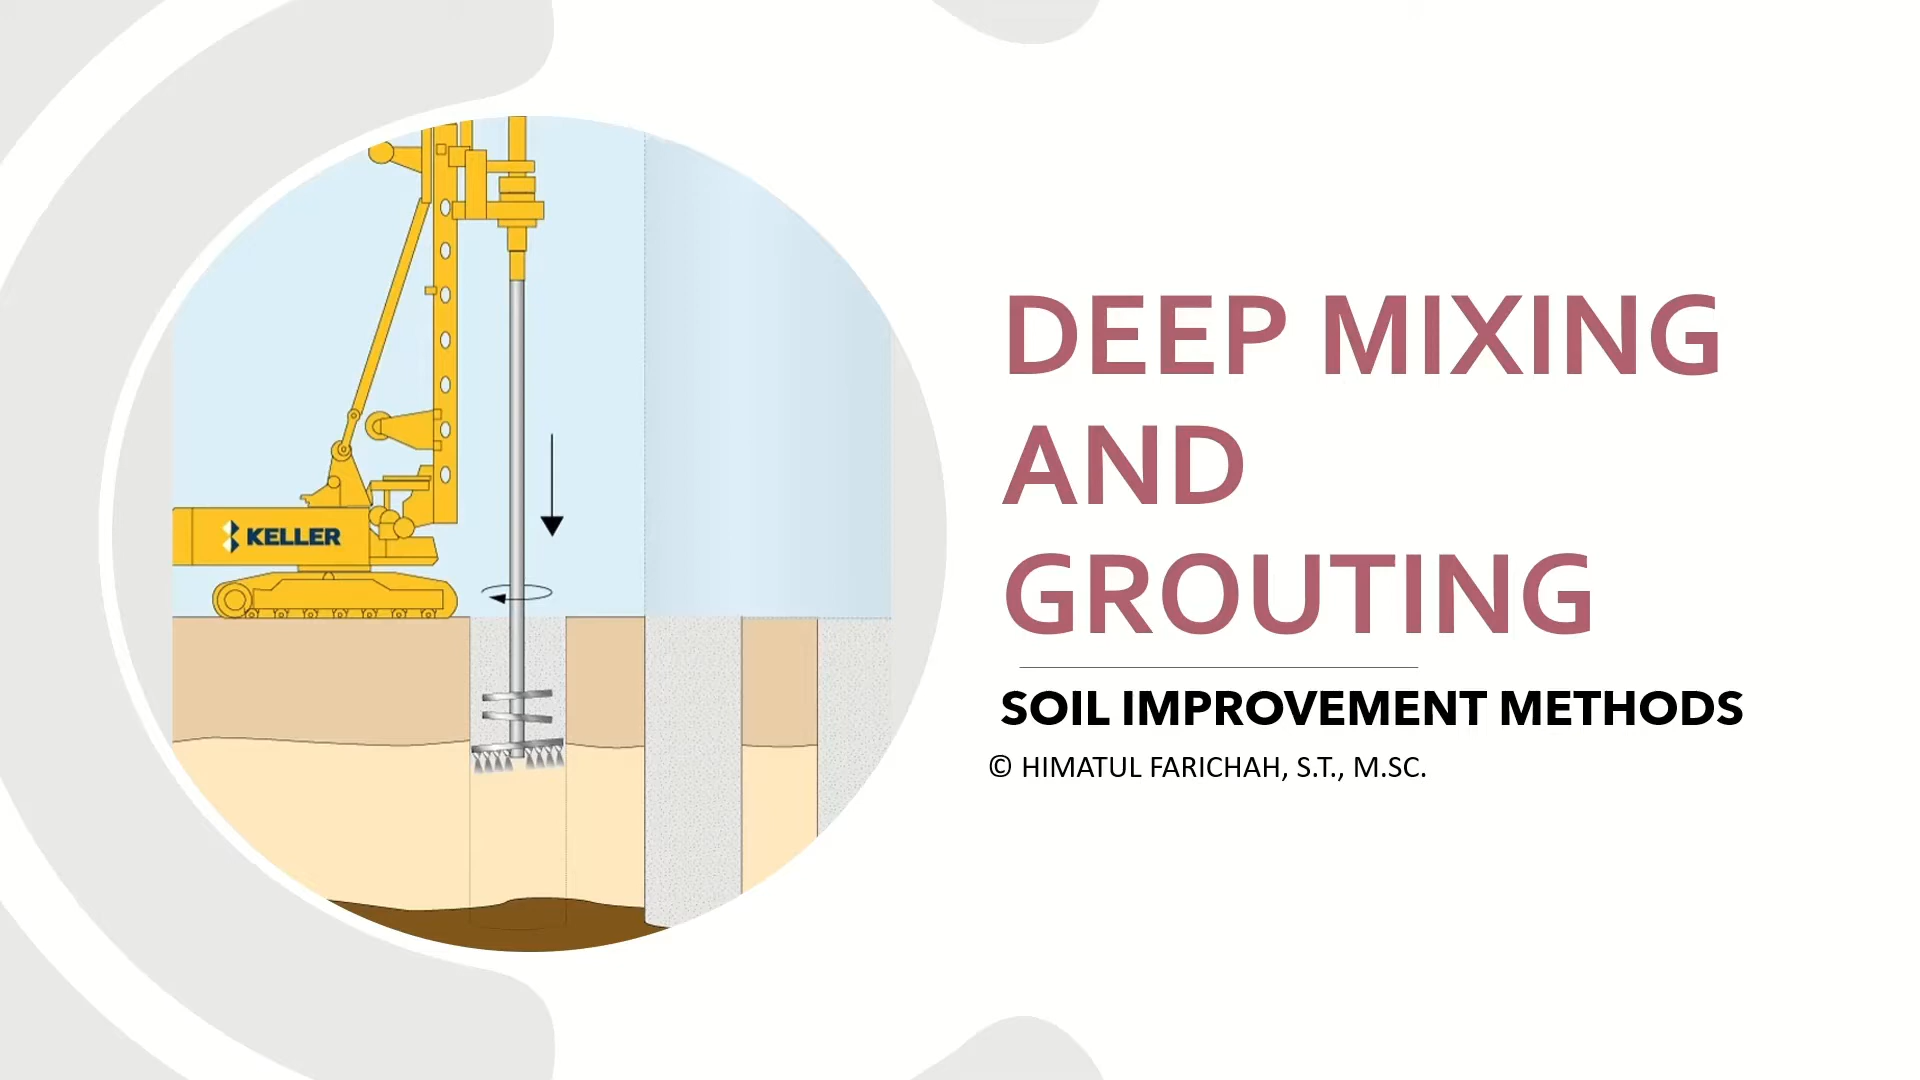 KELLER
DEEP MIXING
AND
GROUTING
SOIL IMPROVEMENT METHODS
© HIMATUL FARICHAH, S.T., M.SC.